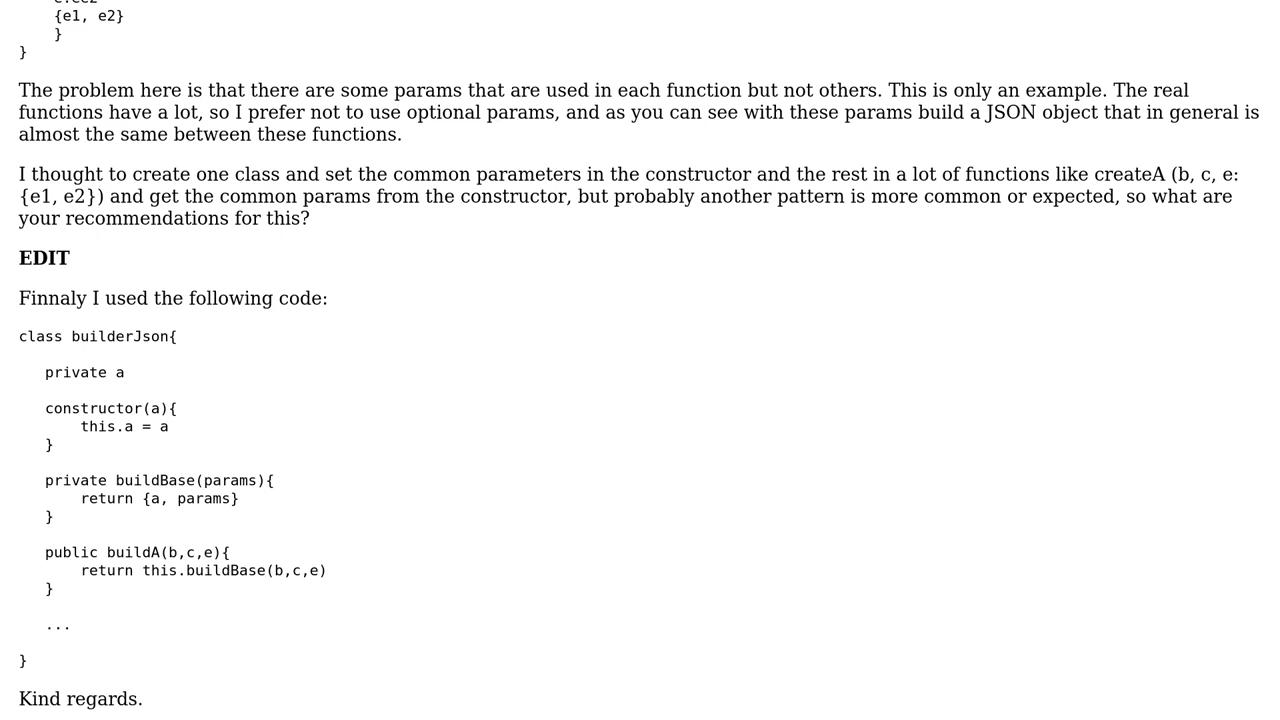 {e1, e2}
}
}
The problem here is that there are some params that are used in each function but not others. This is only an example. The real
functions have a lot, so I prefer not to use optional params, and as you can see with these params build a JSON object that in general is
almost the same between these functions.
I thought to create one class and set the common parameters in the constructor and the rest in a lot of functions like createA (b, c, e:
{e1, e2}) and get the common params from the constructor, but probably another pattern is more common or expected, so what are
your recommendations for this?
EDIT
Finnaly I used the following code:
class builderJson{
private a
constructor(a){
this.a = a
}
private buildBase(params){
return {a, params}
}
public buildA(b,c,e){
return this.buildBase(b,c,e)
}
...
}
Kind regards.